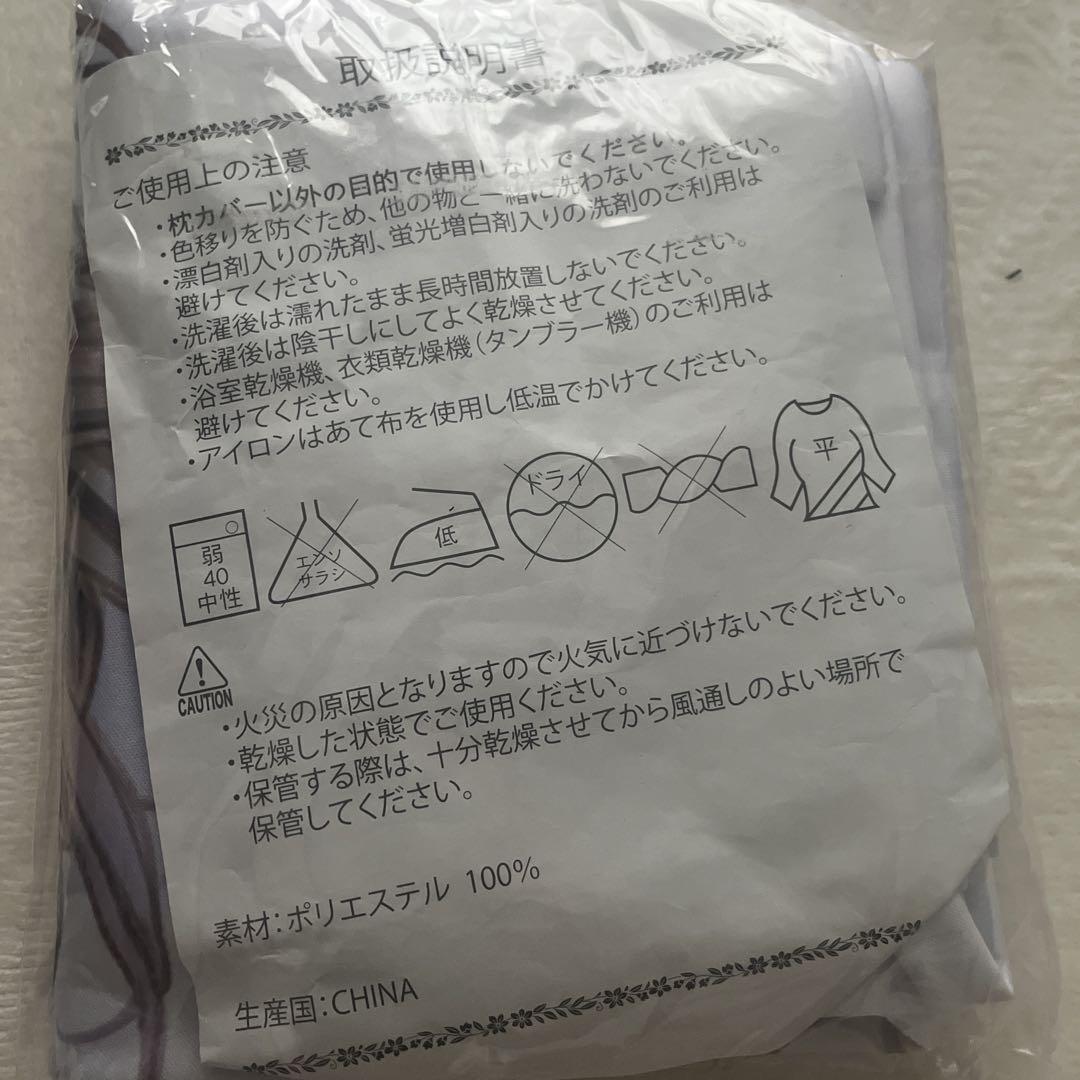 取扱説明書
ご使用上の注意
・枕カバー以外の目的で使用しないでください。
・色移りを防ぐため、他の物と一緒に洗わないでください。
・漂白剤入りの洗剤、蛍光増白剤入りの洗剤のご利用は
避けてください。
・洗濯後は濡れたまま長時間放置しないでください。
・洗濯後は陰干しにしてよく乾燥させてください。
・浴室乾燥機、衣類乾燥機(タンブラー機)のご利用は
避けてください。
・アイロンはあて布を使用し低温でかけてください。
弱
40
中性
エンソ
サラシ
低
ドライ
平
CAUTION
・火災の原因となりますので火気に近づけないでください。
・乾燥した状態でご使用ください。
・保管する際は、十分乾燥させてから風通しのよい場所で
保管してください。
素材：ポリエステル 100%
生産国：CHINA